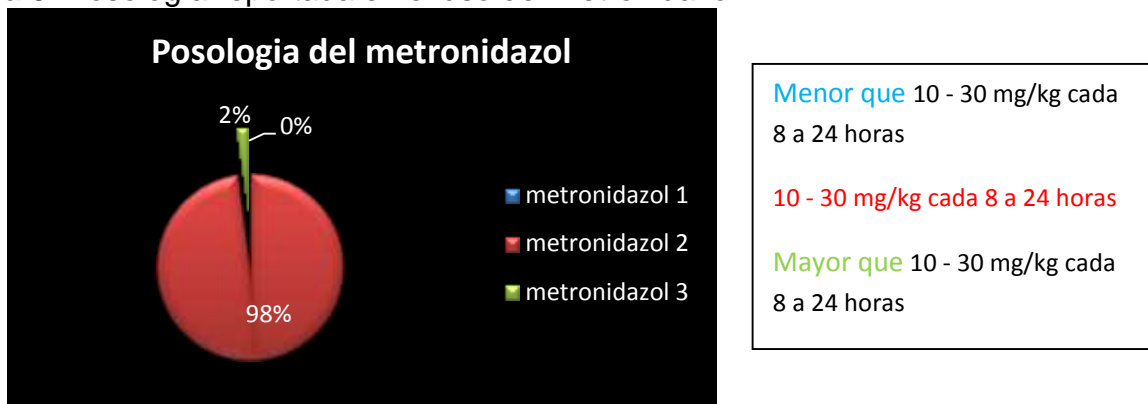 Posologia del metronidazol
2%
0%
98%
metronidazol 1
metronidazol 2
metronidazol 3
Menor que 10 - 30 mg/kg cada
8 a 24 horas
10 - 30 mg/kg cada 8 a 24 horas
Mayor que 10 - 30 mg/kg cada
8 a 24 horas